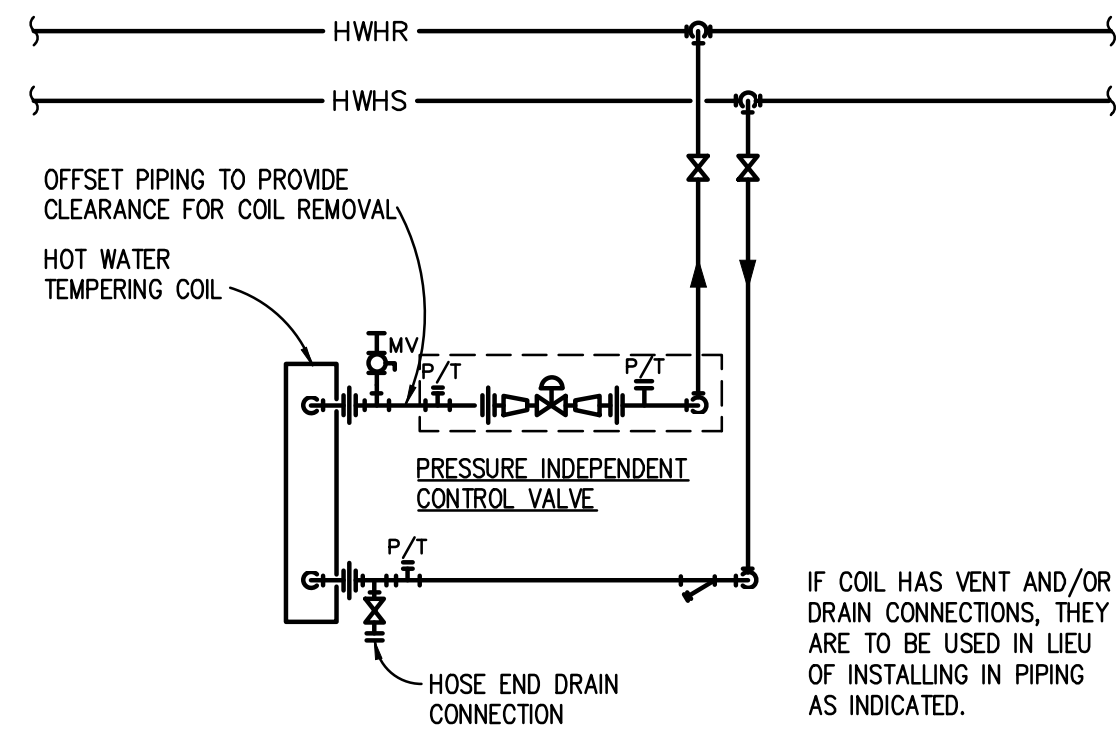 HWHR
HWHS
OFFSET PIPING TO PROVIDE
CLEARANCE FOR COIL REMOVAL
HOT WATER
TEMPERING COIL
MV
P/T
P/T
PRESSURE INDEPENDENT
CONTROL VALVE
P/T
HOSE END DRAIN
CONNECTION
IF COIL HAS VENT AND/OR
DRAIN CONNECTIONS, THEY
ARE TO BE USED IN LIEU
OF INSTALLING IN PIPING
AS INDICATED.